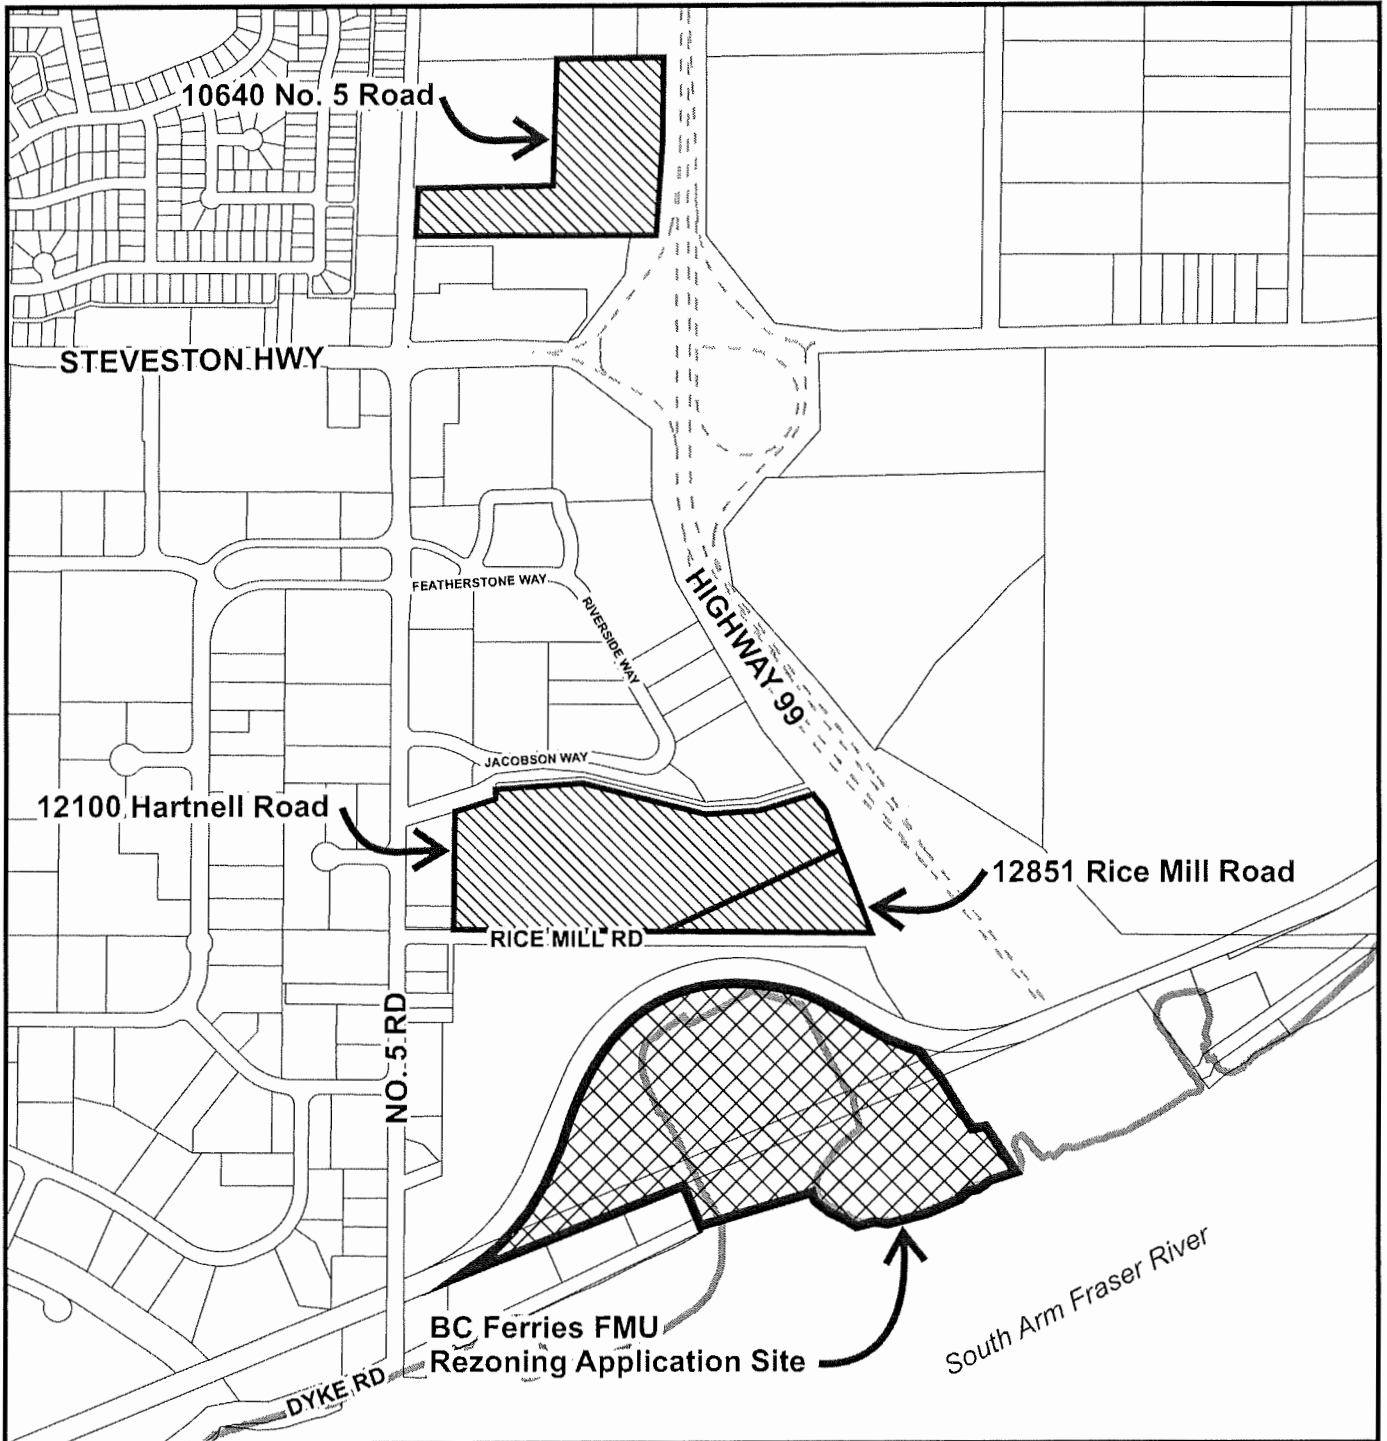 10640 No. 5 Road
STEVESTON HWY
FEATHERSTONE WAY
RIVERSIDE WAY
HIGHWAY 99
JACOBSON WAY
12100 Hartnell Road
12851 Rice Mill Road
RICE MILL RD
NO. 5 RD
South Arm Fraser River
BC Ferries FMU
Rezoning Application Site
DYKE RD